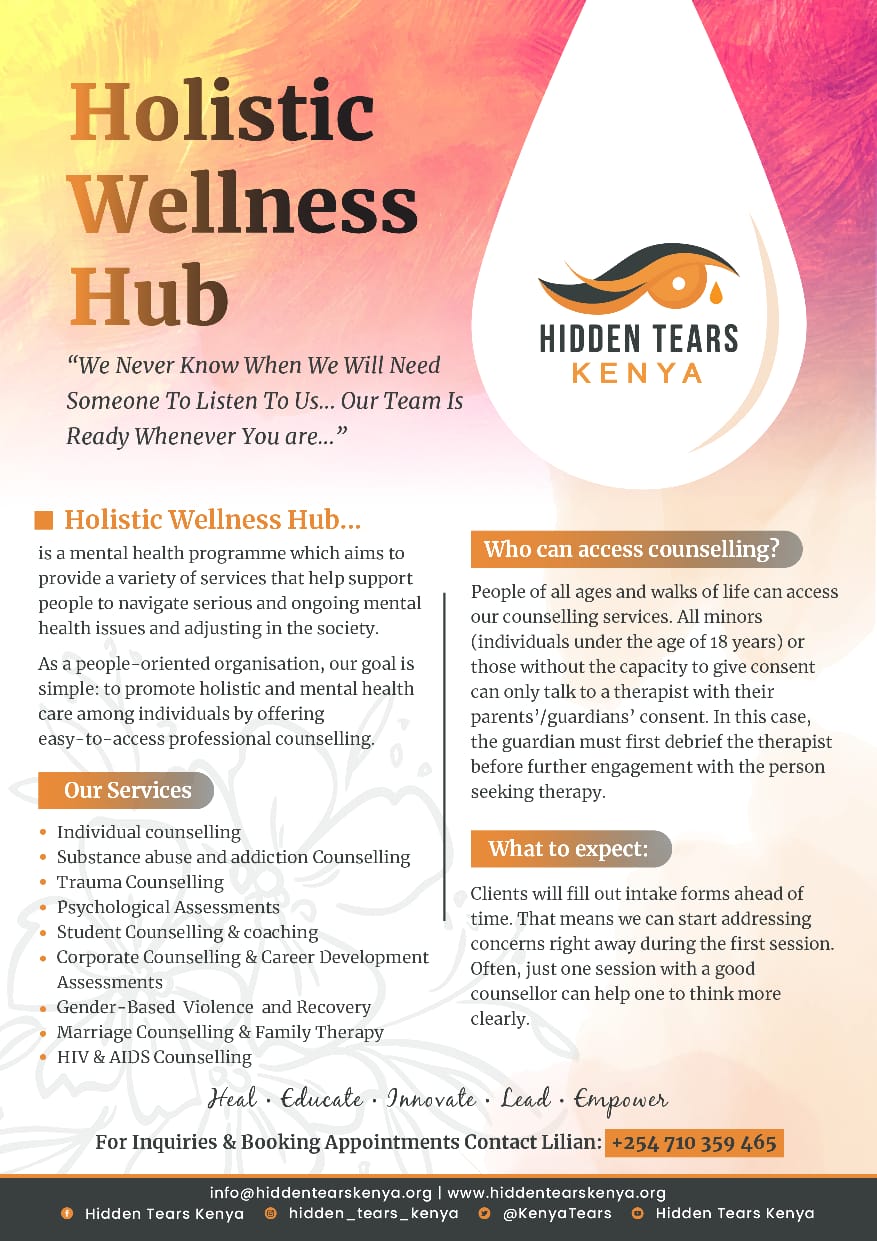 Holistic
Wellness
Hub
“We Never Know When We Will Need
Someone To Listen To Us... Our Team Is
Ready Whenever You are...”
HIDDEN TEARS
KENYA
Holistic Wellness Hub...
is a mental health programme which aims to
provide a variety of services that help support
people to navigate serious and ongoing mental
health issues and adjusting in the society.
As a people-oriented organisation, our goal is
simple: to promote holistic and mental health
care among individuals by offering
easy-to-access professional counselling.
Our Services
• Individual counselling
• Substance abuse and addiction Counselling
• Trauma Counselling
• Psychological Assessments
• Student Counselling & coaching
• Corporate Counselling & Career Development
Assessments
• Gender-Based Violence and Recovery
• Marriage Counselling & Family Therapy
• HIV & AIDS Counselling
Who can access counselling?
People of all ages and walks of life can access
our counselling services. All minors
(individuals under the age of 18 years) or
those without the capacity to give consent
can only talk to a therapist with their
parents’/guardians’ consent. In this case,
the guardian must first debrief the therapist
before further engagement with the person
seeking therapy.
What to expect:
Clients will fill out intake forms ahead of
time. That means we can start addressing
concerns right away during the first session.
Often, just one session with a good
counsellor can help one to think more
clearly.
Heal · Educate · Innovate · Lead · Empower
For Inquiries & Booking Appointments Contact Lilian: +254 710 359 465
info@hiddentearskenya.org | www.hiddentearskenya.org
Hidden Tears Kenya hidden_tears_kenya @KenyaTears Hidden Tears Kenya